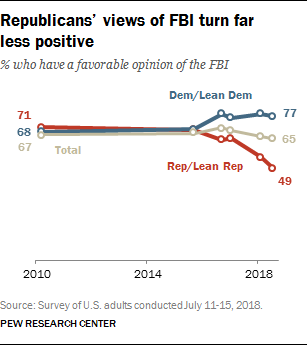 Republicans’ views of FBI turn far
less positive
% who have a favorable opinion of the FBI
Dem/Lean Dem
77
71
68
67
Total
65
Rep/Lean Rep
49
2010 2014 2018
Source: Survey of U.S. adults conducted July 11-15, 2018.
PEW RESEARCH CENTER